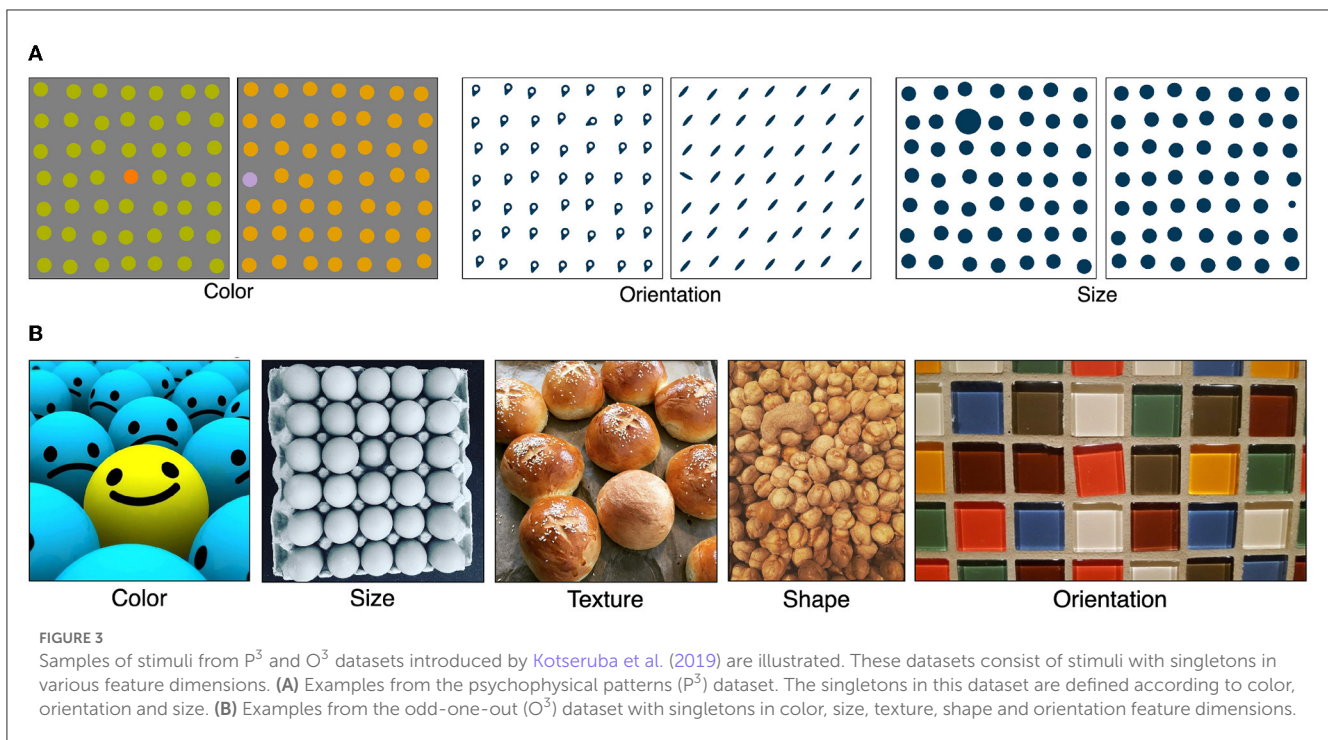 A
Color
Orientation
Size
B
Color
Size
Texture
Shape
Orientation
FIGURE 3
Samples of stimuli from P³ and O³ datasets introduced by Kotseruba et al. (2019) are illustrated. These datasets consist of stimuli with singletons in
various feature dimensions. (A) Examples from the psychophysical patterns (P³) dataset. The singletons in this dataset are defined according to color,
orientation and size. (B) Examples from the odd-one-out (O³) dataset with singletons in color, size, texture, shape and orientation feature dimensions.